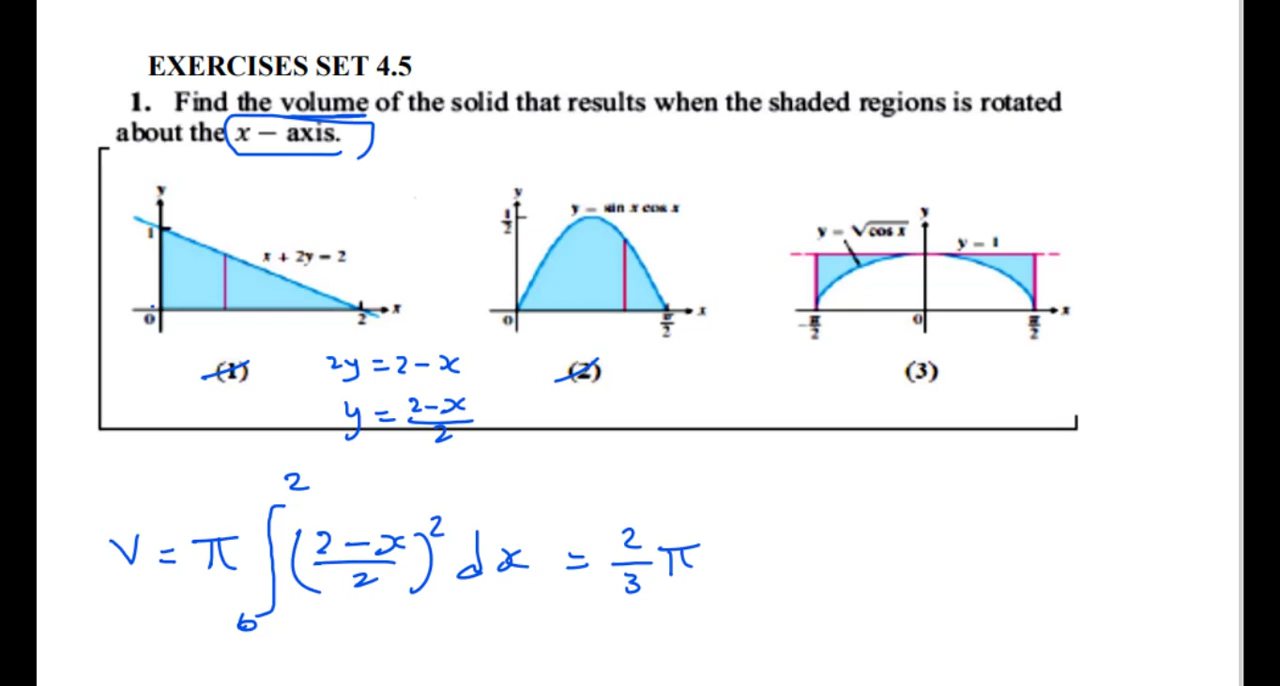 EXERCISES SET 4.5
1. Find the volume of the solid that results when the shaded regions is rotated
about the x – axis.
y
1
x + 2y = 2
0
2
x
y
1/2
y = sin x cos x
0
π/2
x
y = √cos x
y
y = 1
-π/2
0
π/2
x
(1)
(2)
(3)
2y = 2 - x
y = (2-x)/2
V = π ∫₀² ((2-x)/2)² dx = 2/3 π